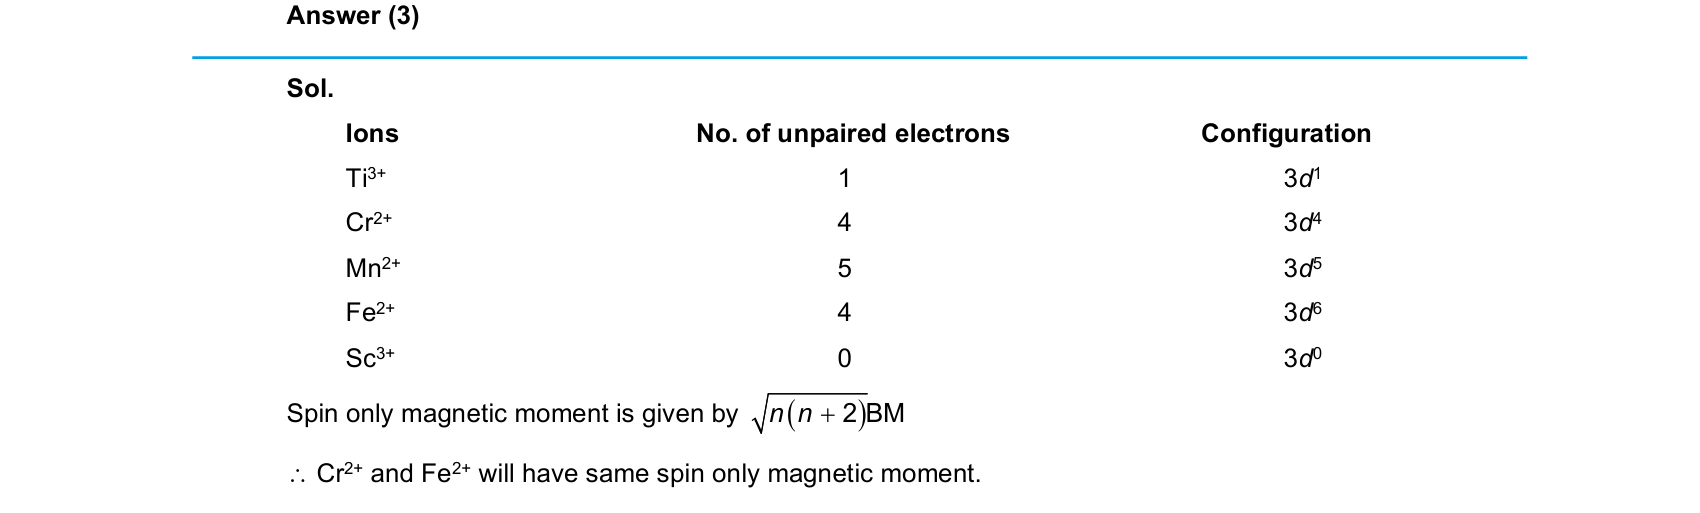 Answer (3)
Sol.
Ions No. of unpaired electrons Configuration
Ti³⁺ 1 3d¹
Cr²⁺ 4 3d⁴
Mn²⁺ 5 3d⁵
Fe²⁺ 4 3d⁶
Sc³⁺ 0 3d⁰
Spin only magnetic moment is given by √n(n + 2)BM
∴ Cr²⁺ and Fe²⁺ will have same spin only magnetic moment.